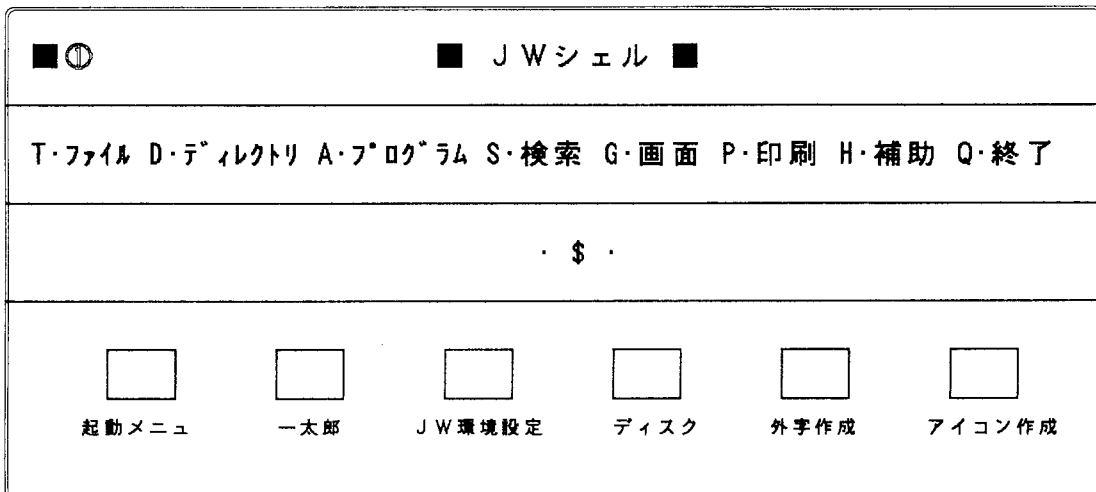 ■① ■ JWシェル ■
T・ファイル D・ディレクトリ A・プログラム S・検索 G・画面 P・印刷 H・補助 Q・終了
・ $ ・
起動メニュー 一太郎 JW環境設定 ディスク 外字作成 アイコン作成